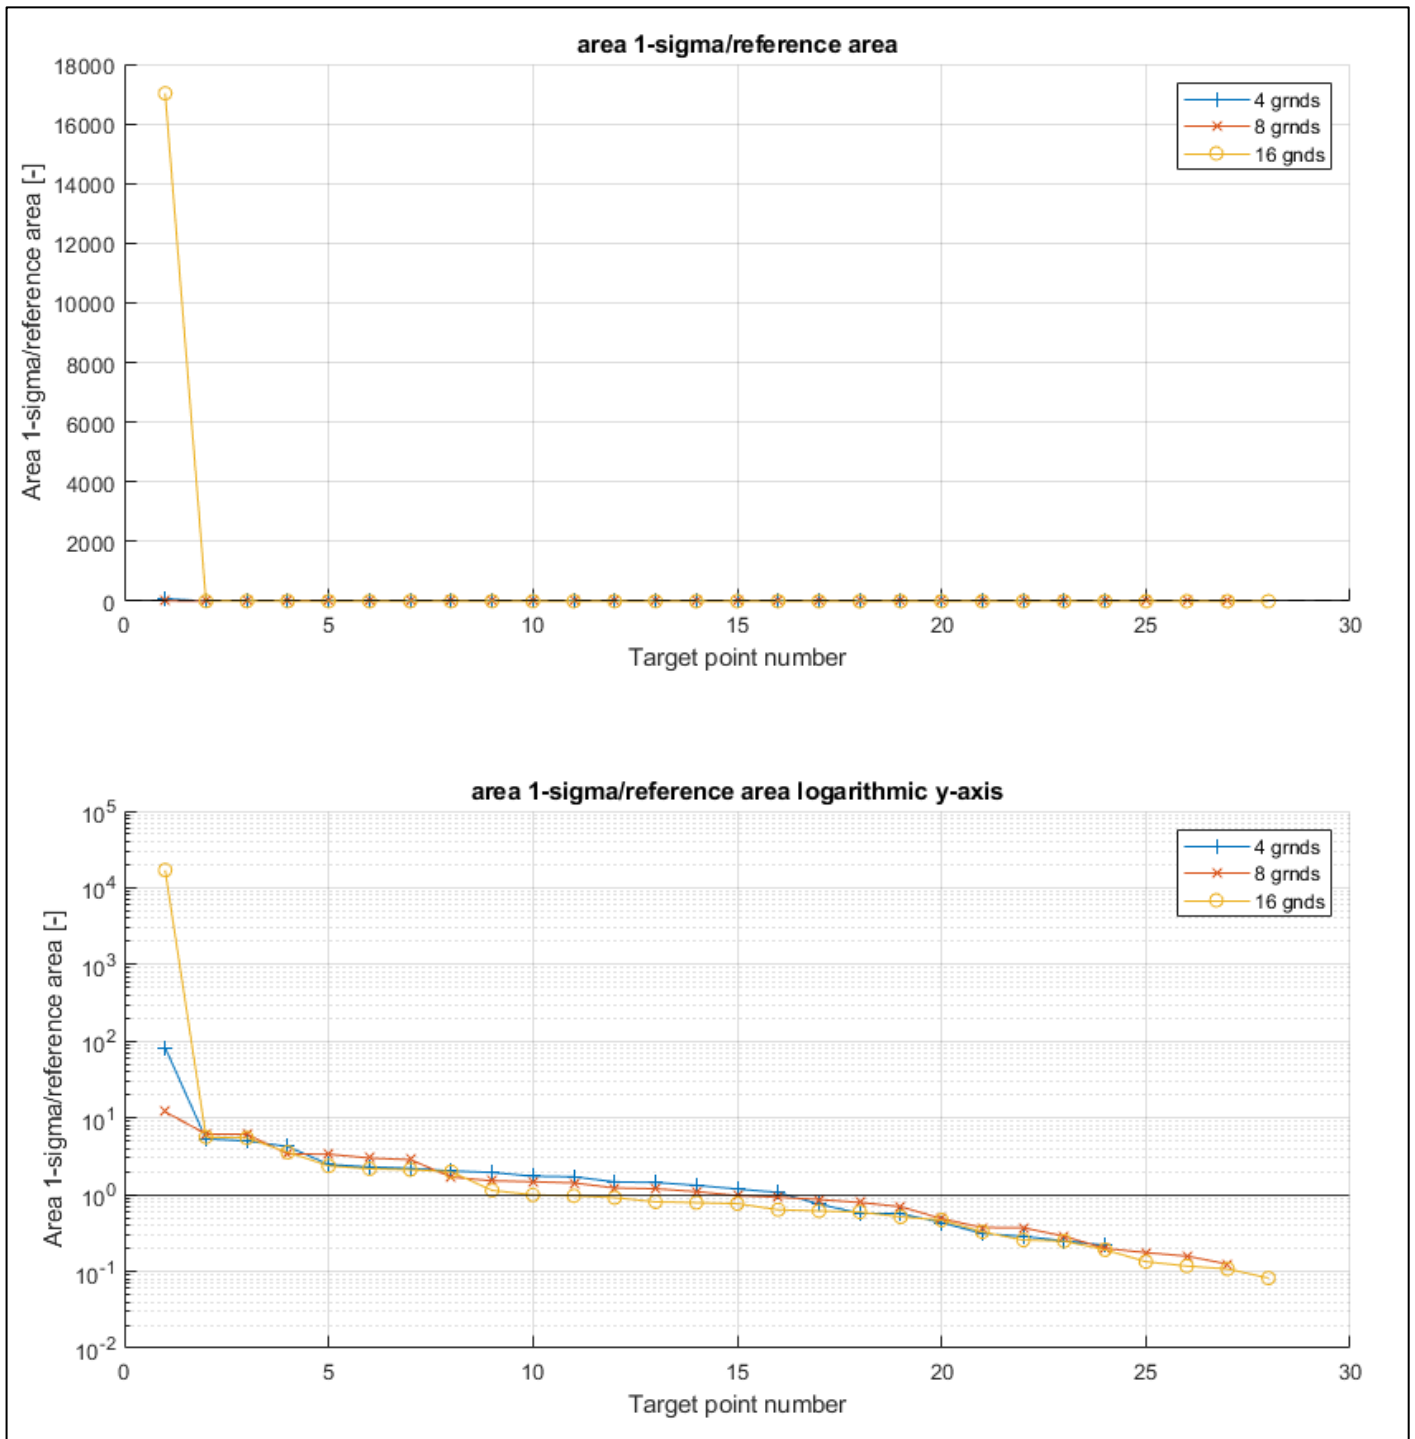 area 1-sigma/reference area
Area 1-sigma/reference area [-]
18000
16000
14000
12000
10000
8000
6000
4000
2000
0
0 5 10 15 20 25 30
Target point number
4 grnds
8 grnds
16 gnds
area 1-sigma/reference area logarithmic y-axis
Area 1-sigma/reference area [-]
10^5
10^4
10^3
10^2
10^1
10^0
10^-1
10^-2
0 5 10 15 20 25 30
Target point number
4 grnds
8 grnds
16 gnds